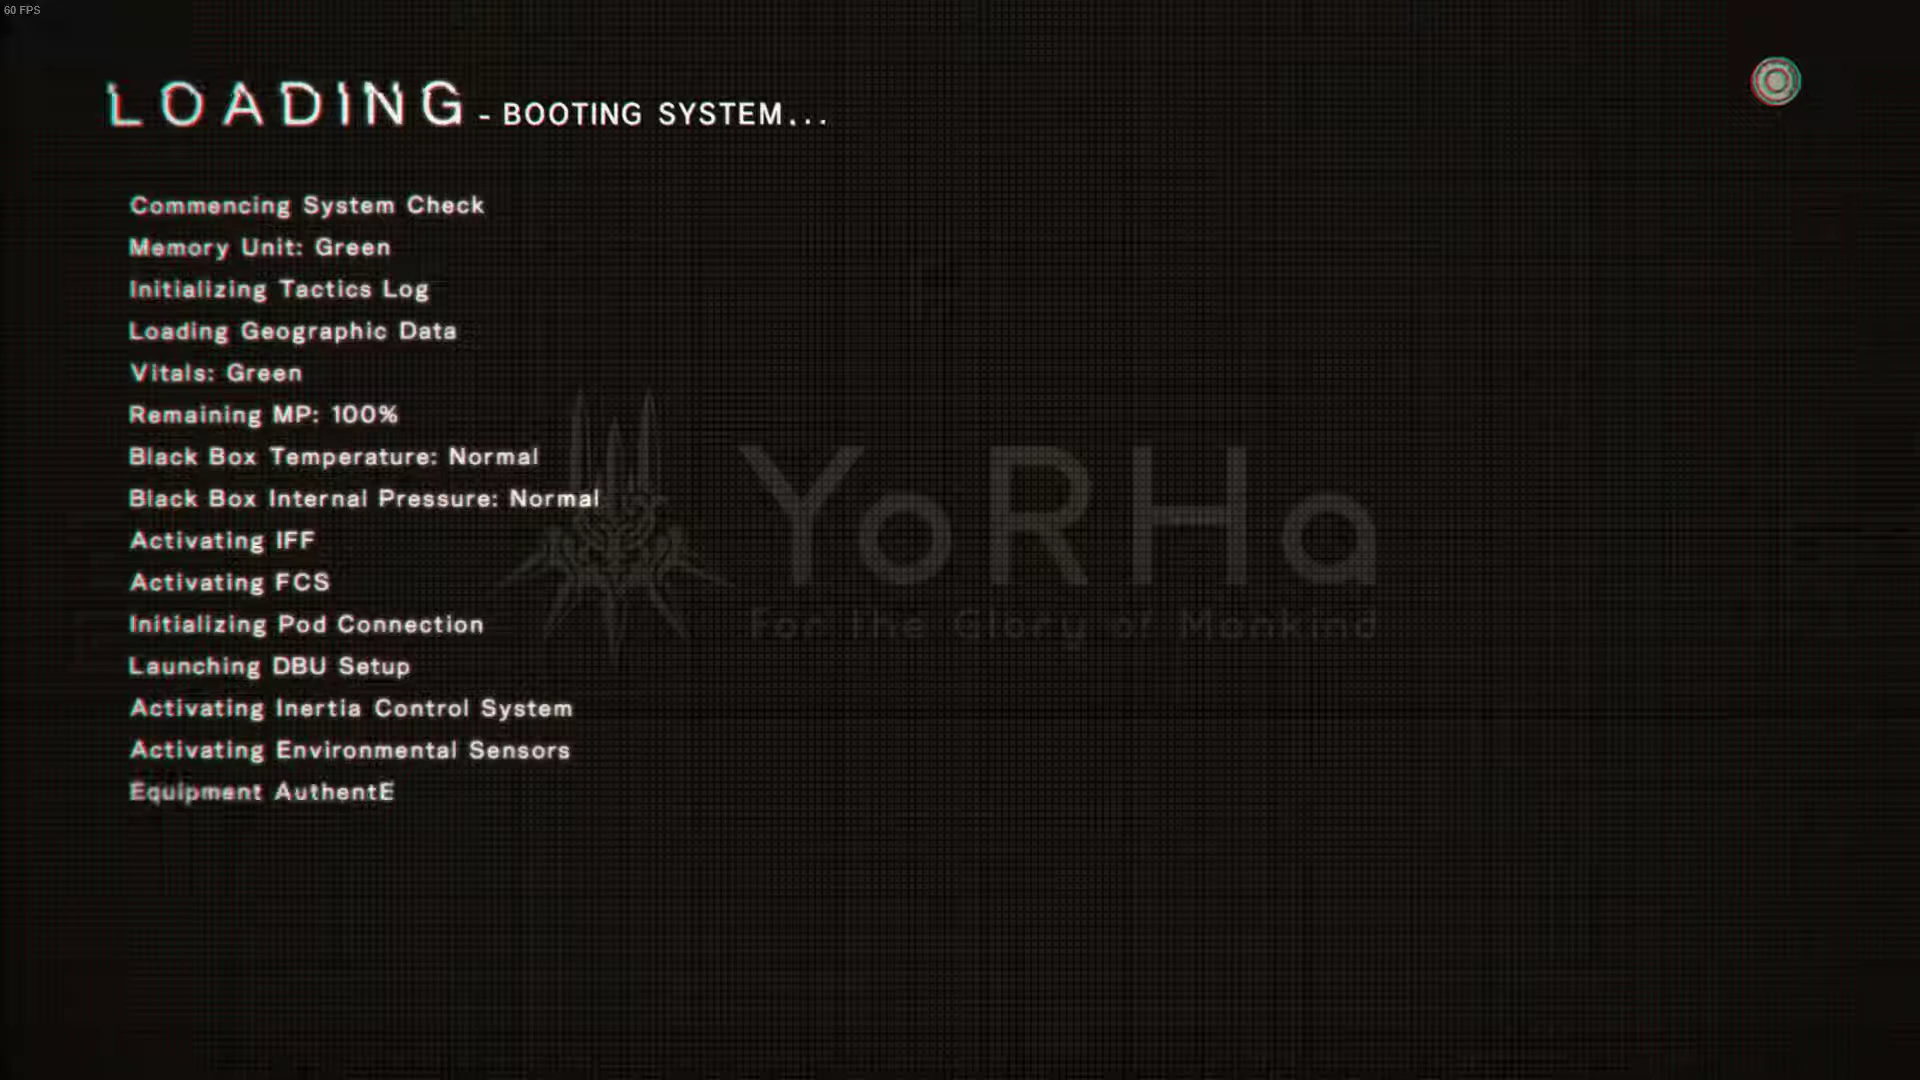 60 FPS
LOADING - BOOTING SYSTEM...
Commencing System Check
Memory Unit: Green
Initializing Tactics Log
Loading Geographic Data
Vitals: Green
Remaining MP: 100%
Black Box Temperature: Normal
Black Box Internal Pressure: Normal
Activating IFF
Activating FCS
Initializing Pod Connection
Launching DBU Setup
Activating Inertia Control System
Activating Environmental Sensors
Equipment AuthentE
YoRHa
For the Glory of Mankind